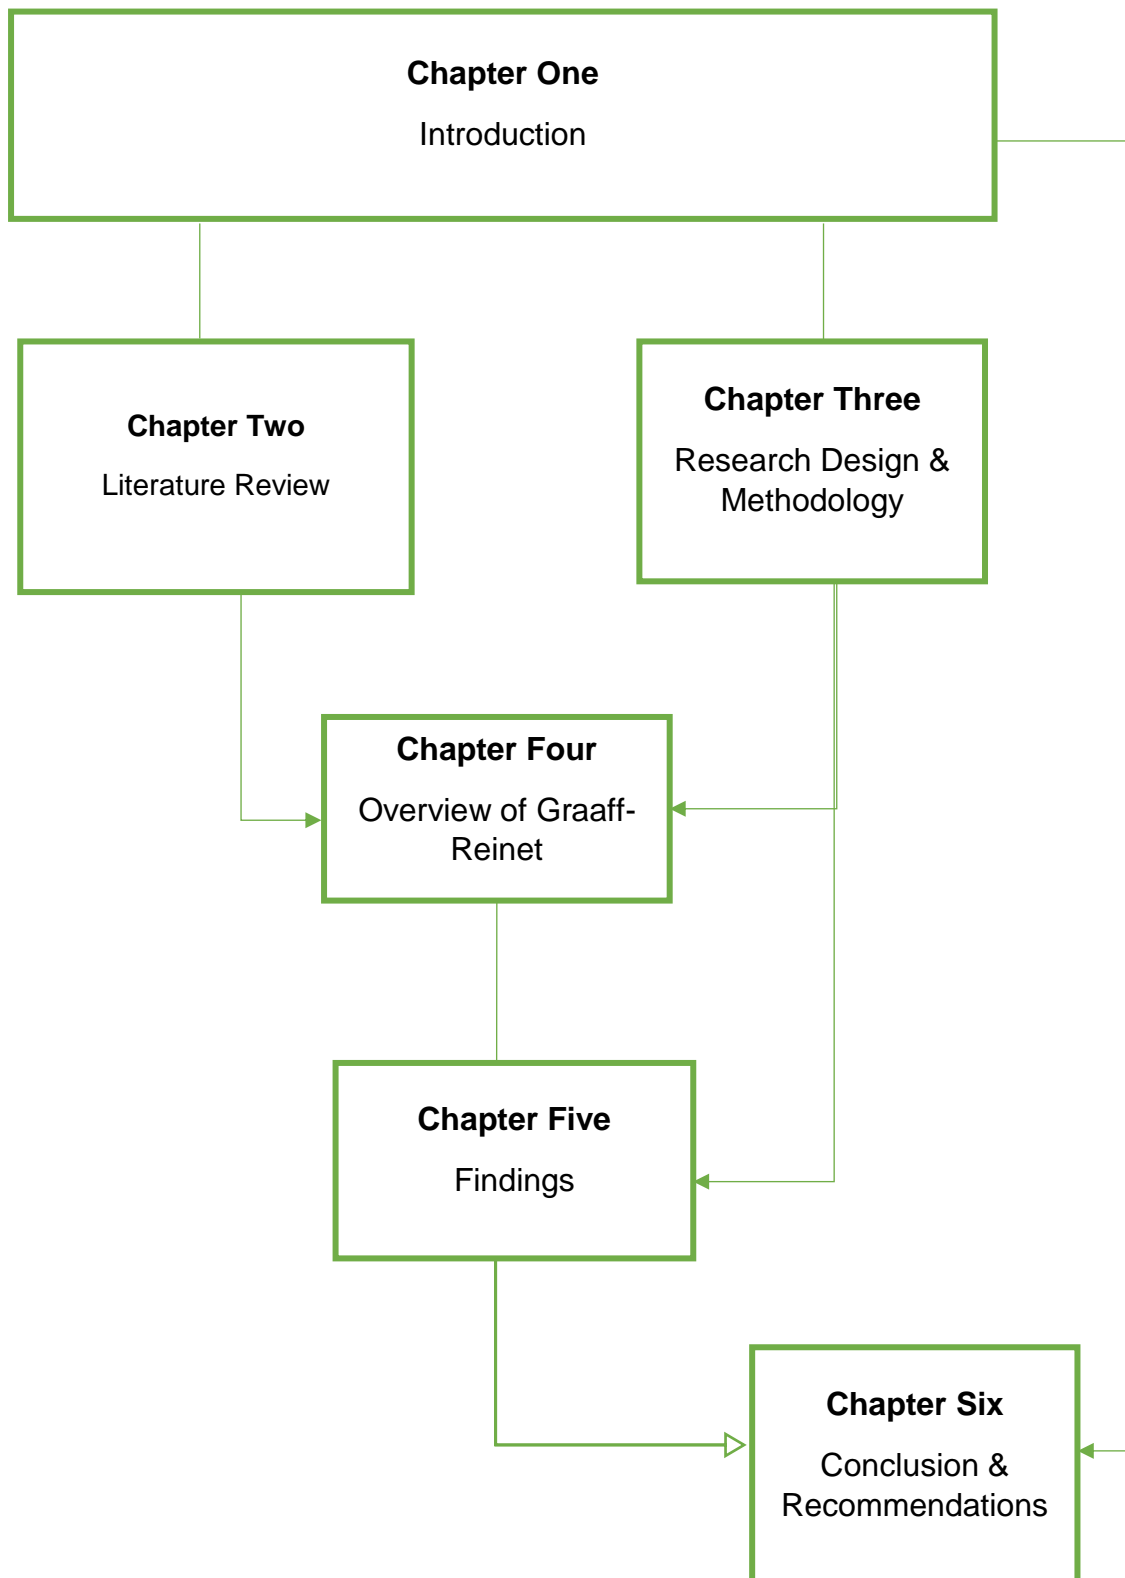 Chapter One
Introduction
Chapter Two
Literature Review
Chapter Three
Research Design &
Methodology
Chapter Four
Overview of Graaff-
Reinet
Chapter Five
Findings
Chapter Six
Conclusion &
Recommendations